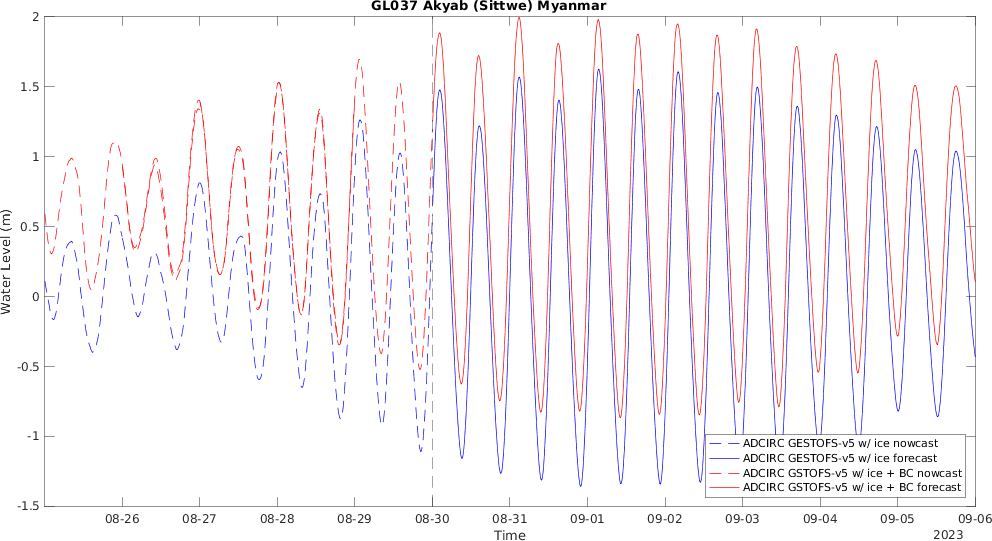 GL037 Akyab (Sittwe) Myanmar
2
1.5
1
0.5
0
-0.5
-1
-1.5
Water Level (m)
ADCIRC GESTOFS-v5 w/ ice nowcast
ADCIRC GESTOFS-v5 w/ ice forecast
ADCIRC GSTOFS-v5 w/ ice + BC nowcast
ADCIRC GSTOFS-v5 w/ ice + BC forecast
08-26 08-27 08-28 08-29 08-30 08-31 09-01 09-02 09-03 09-04 09-05 09-06
Time
2023